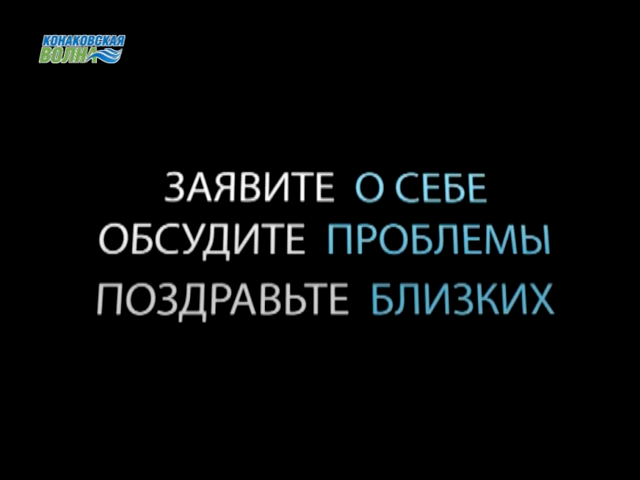 КОНАКОВСКАЯ
ВОЛНА
ЗАЯВИТЕ О СЕБЕ
ОБСУДИТЕ ПРОБЛЕМЫ
ПОЗДРАВЬТЕ БЛИЗКИХ